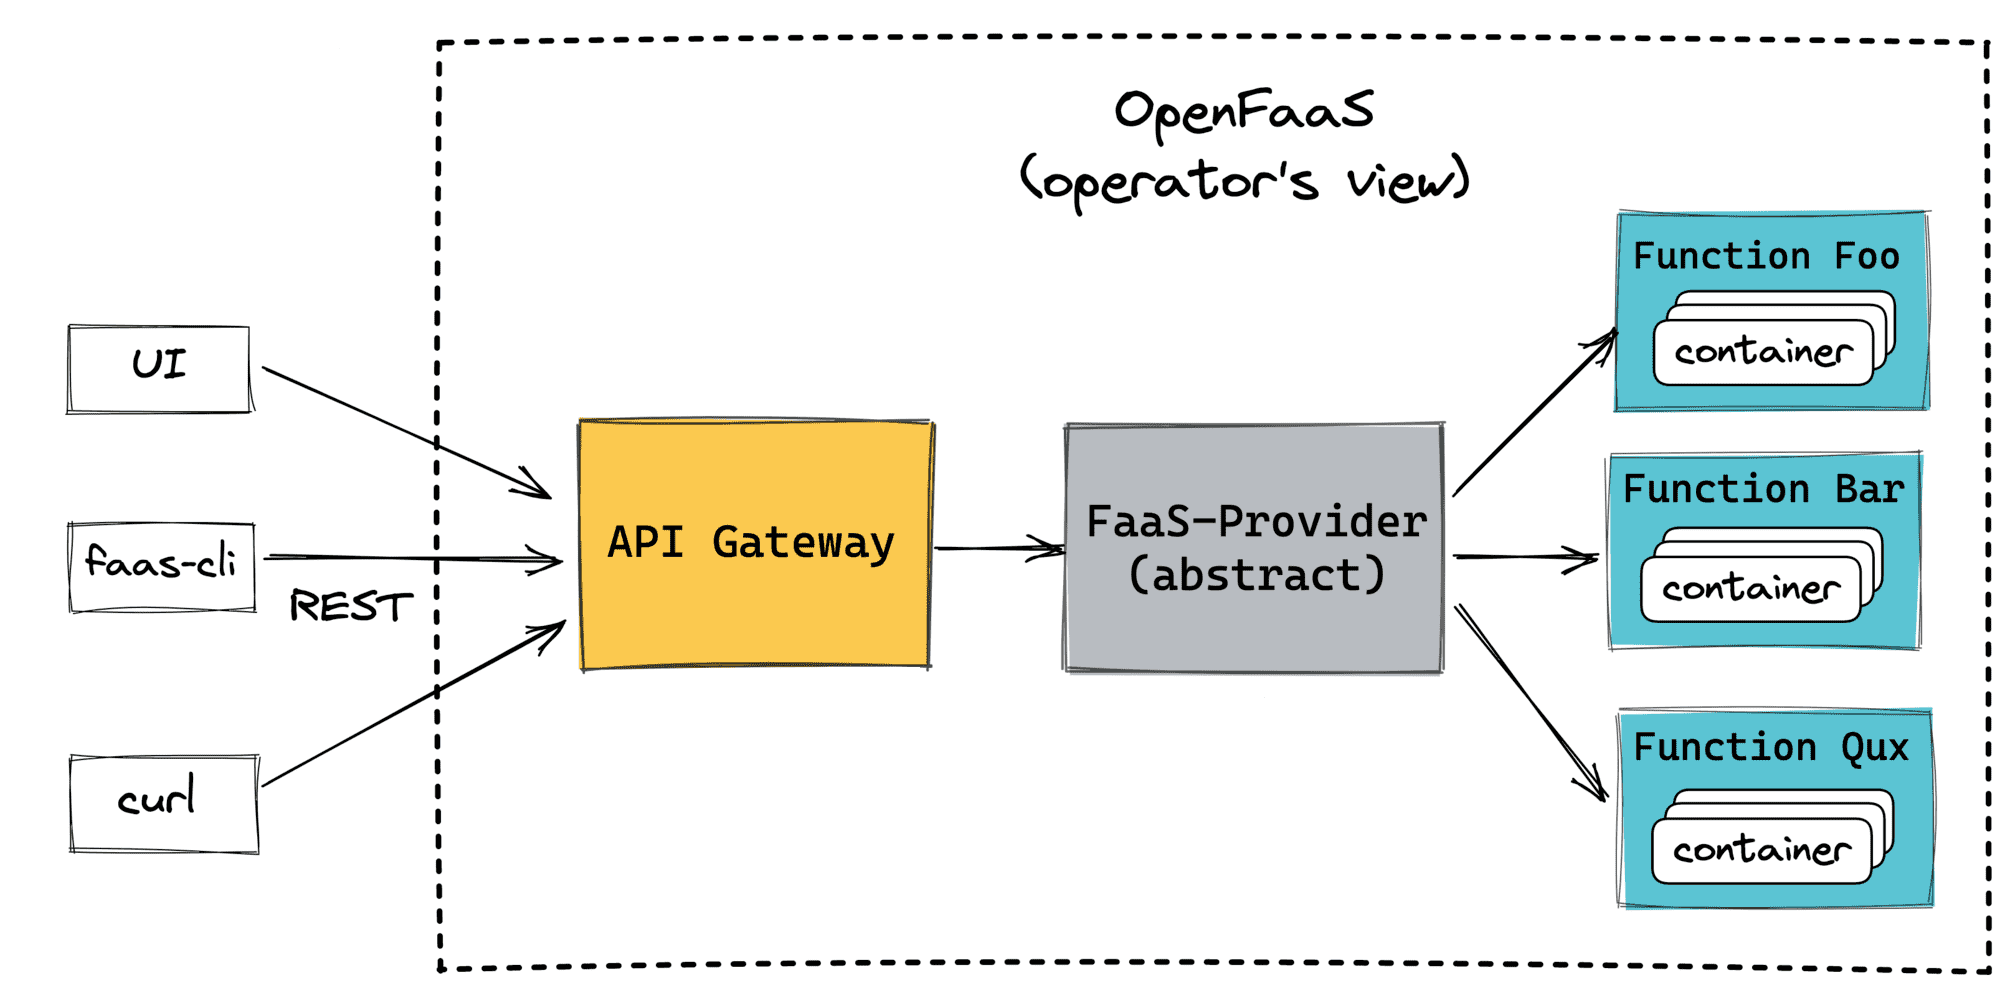 OpenFaaS
(operator's view)
UI
faas-cli
REST
curl
API Gateway
FaaS-Provider
(abstract)
Function Foo
container
Function Bar
container
Function Qux
container